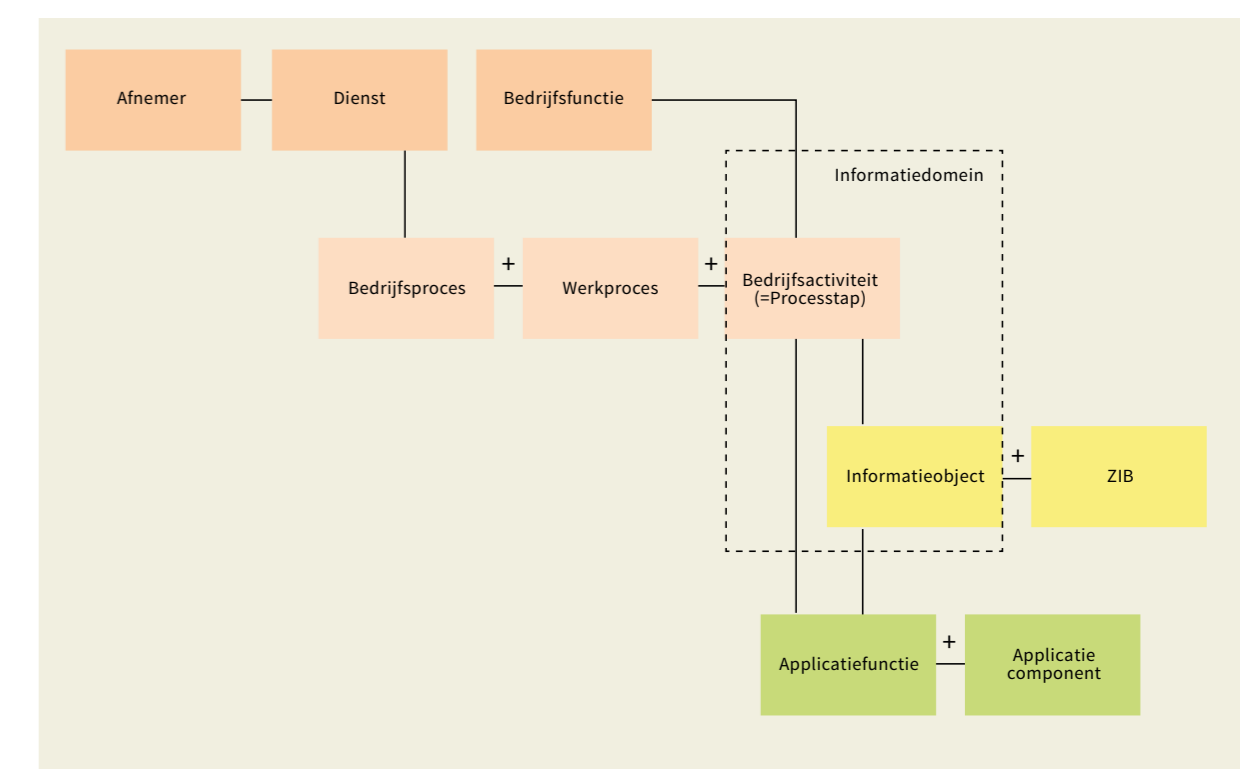 Afnemer
Dienst
Bedrijfsfunctie
Informatiedomein
Bedrijfsproces
+
Werkproces
+
Bedrijfsactiviteit
(=Processtap)
Informatieobject
+
ZIB
Applicatiefunctie
+
Applicatie
component